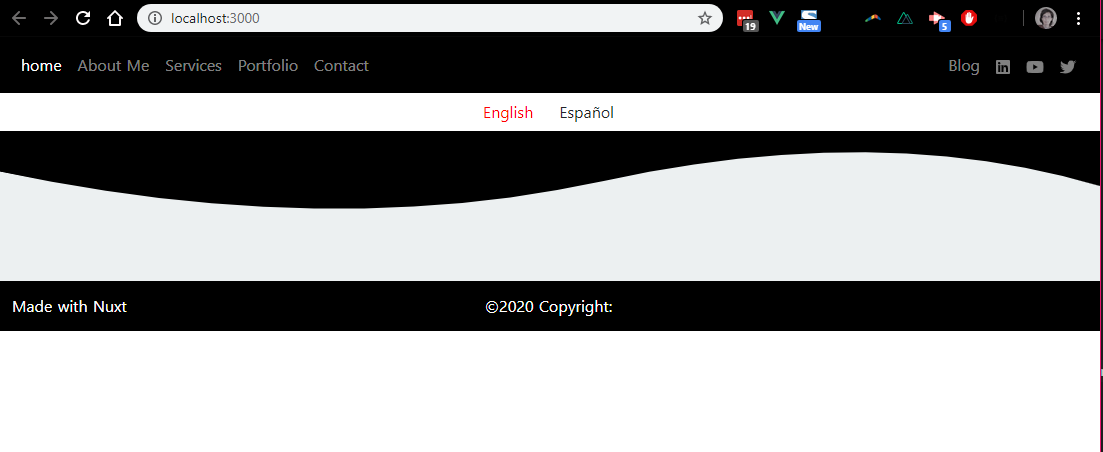 localhost:3000
19
New
5
home About Me Services Portfolio Contact Blog
English Español
Made with Nuxt ©2020 Copyright: